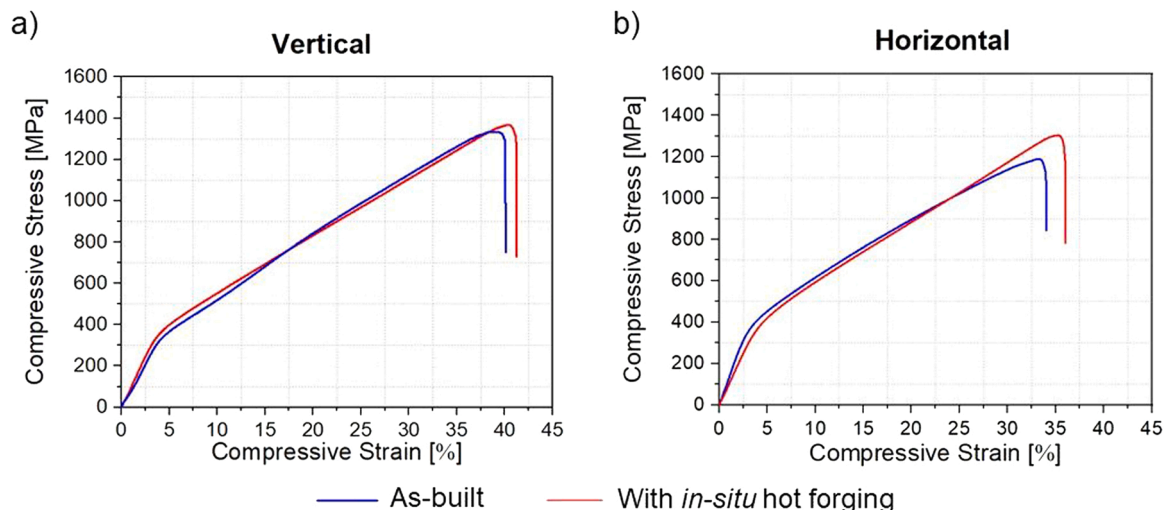 a)
Vertical
Compressive Stress [MPa]
1600
1400
1200
1000
800
600
400
200
0
0 5 10 15 20 25 30 35 40 45
Compressive Strain [%]
b)
Horizontal
Compressive Stress [MPa]
1600
1400
1200
1000
800
600
400
200
0
0 5 10 15 20 25 30 35 40 45
Compressive Strain [%]
As-built
With in-situ hot forging